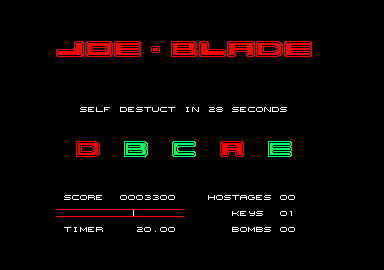 JOE · BLADE
SELF DESTUCT IN 28 SECONDS
D B C A E
SCORE 0003300 HOSTAGES 00
KEYS 01
TIMER 20.00 BOMBS 00